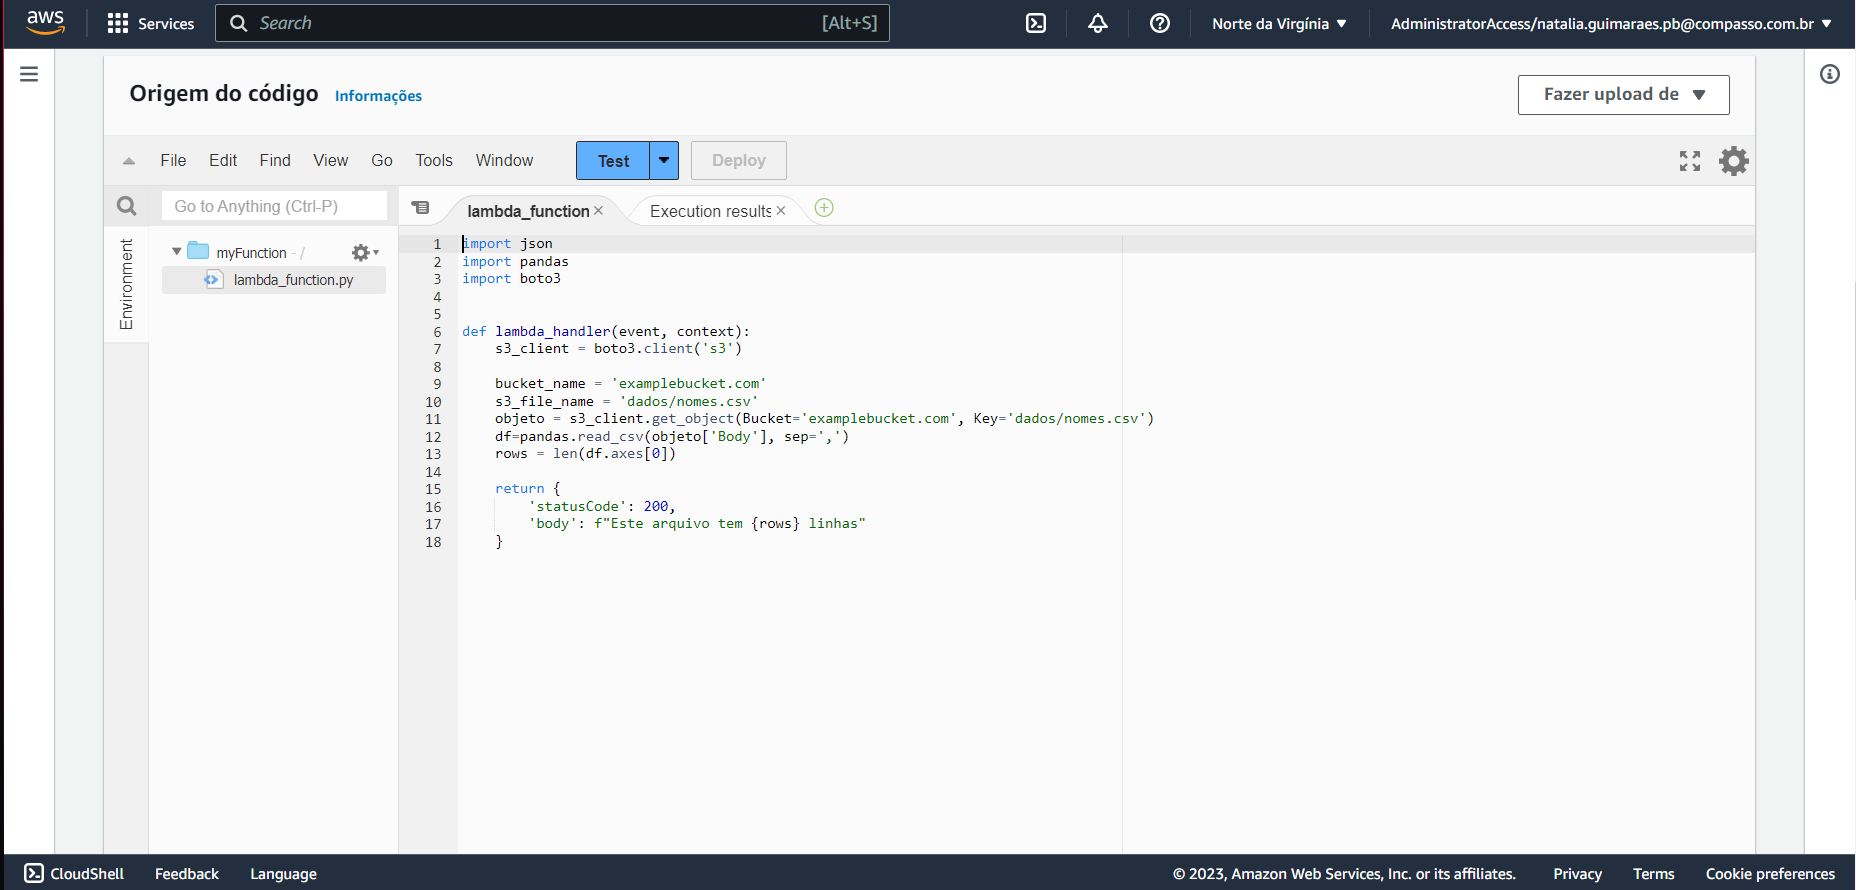 aws Services Search [Alt+S] Norte da Virgínia AdministratorAccess/natalia.guimaraes.pb@compasso.com.br
Origem do código Informações Fazer upload de
File Edit Find View Go Tools Window Test Deploy
Go to Anything (Ctrl-P) lambda_function × Execution results ×
Environment
myFunction - /
lambda_function.py
1 import json
2 import pandas
3 import boto3
4
5
6 def lambda_handler(event, context):
7 s3_client = boto3.client('s3')
8
9 bucket_name = 'examplebucket.com'
10 s3_file_name = 'dados/nomes.csv'
11 objeto = s3_client.get_object(Bucket='examplebucket.com', Key='dados/nomes.csv')
12 df=pandas.read_csv(objeto['Body'], sep=',')
13 rows = len(df.axes[0])
14
15 return {
16 'statusCode': 200,
17 'body': f"Este arquivo tem {rows} linhas"
18 }
CloudShell Feedback Language © 2023, Amazon Web Services, Inc. or its affiliates. Privacy Terms Cookie preferences